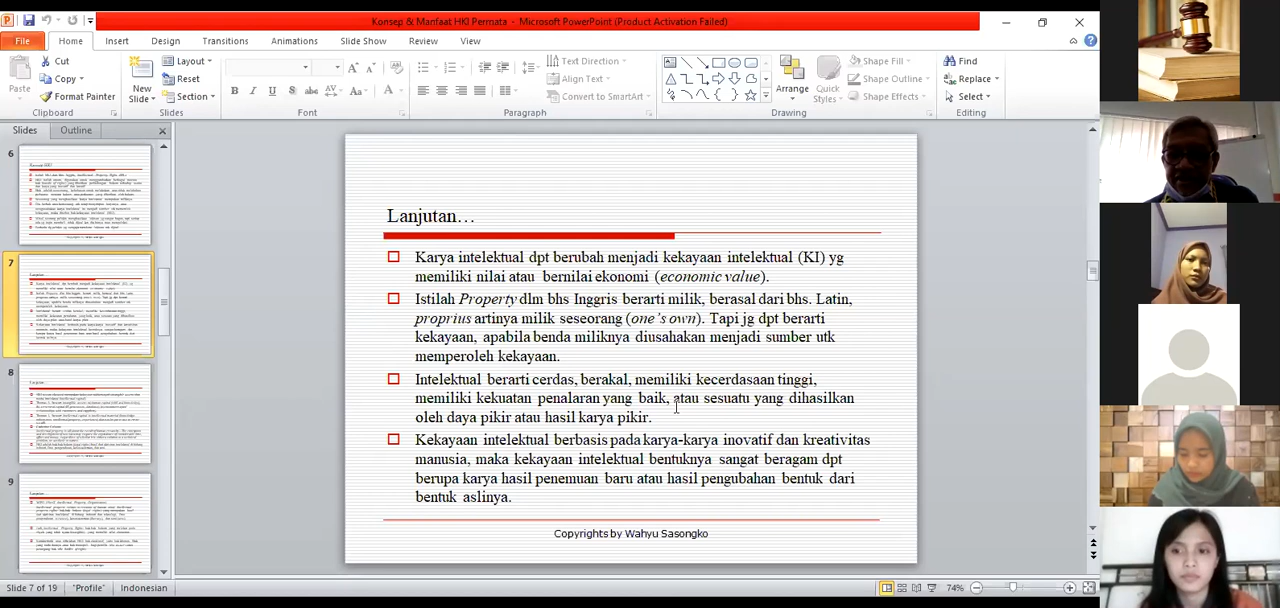 Konsep & Manfaat HKI Permata - Microsoft PowerPoint (Product Activation Failed)
File Home Insert Design Transitions Animations Slide Show Review View
Paste
Cut
Copy
Format Painter
Clipboard
New Slide
Layout
Reset
Section
Slides
Font
Text Direction
Align Text
Convert to SmartArt
Paragraph
Arrange
Quick Styles
Shape Fill
Shape Outline
Shape Effects
Drawing
Find
Replace
Select
Editing
Slides Outline
6
7
8
9
Lanjutan…
Karya intelektual dpt berubah menjadi kekayaan intelektual (KI) yg
memiliki nilai atau bernilai ekonomi (economic value).
Istilah Property dlm bhs Inggris berarti milik, berasal dari bhs. Latin,
proprius artinya milik seseorang (one's own). Tapi, ia dpt berarti
kekayaan, apabila benda miliknya diusahakan menjadi sumber utk
memperoleh kekayaan.
Intelektual berarti cerdas, berakal, memiliki kecerdasaan tinggi,
memiliki kekuatan penalaran yang baik, atau sesuatu yang dihasilkan
oleh daya pikir atau hasil karya pikir.
Kekayaan intelektual berbasis pada karya-karya inovatif dan kreativitas
manusia, maka kekayaan intelektual bentuknya sangat beragam dpt
berupa karya hasil penemuan baru atau hasil pengubahan bentuk dari
bentuk aslinya.
Copyrights by Wahyu Sasongko
Slide 7 of 19 "Profile" Indonesian 74%